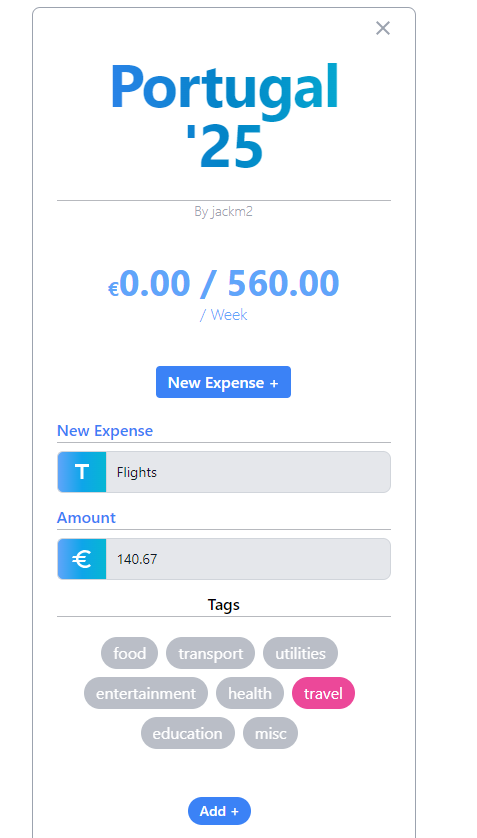 Portugal
'25
By jackm2
€0.00 / 560.00
/ Week
New Expense +
New Expense
T Flights
Amount
€ 140.67
Tags
food transport utilities
entertainment health travel
education misc
Add +